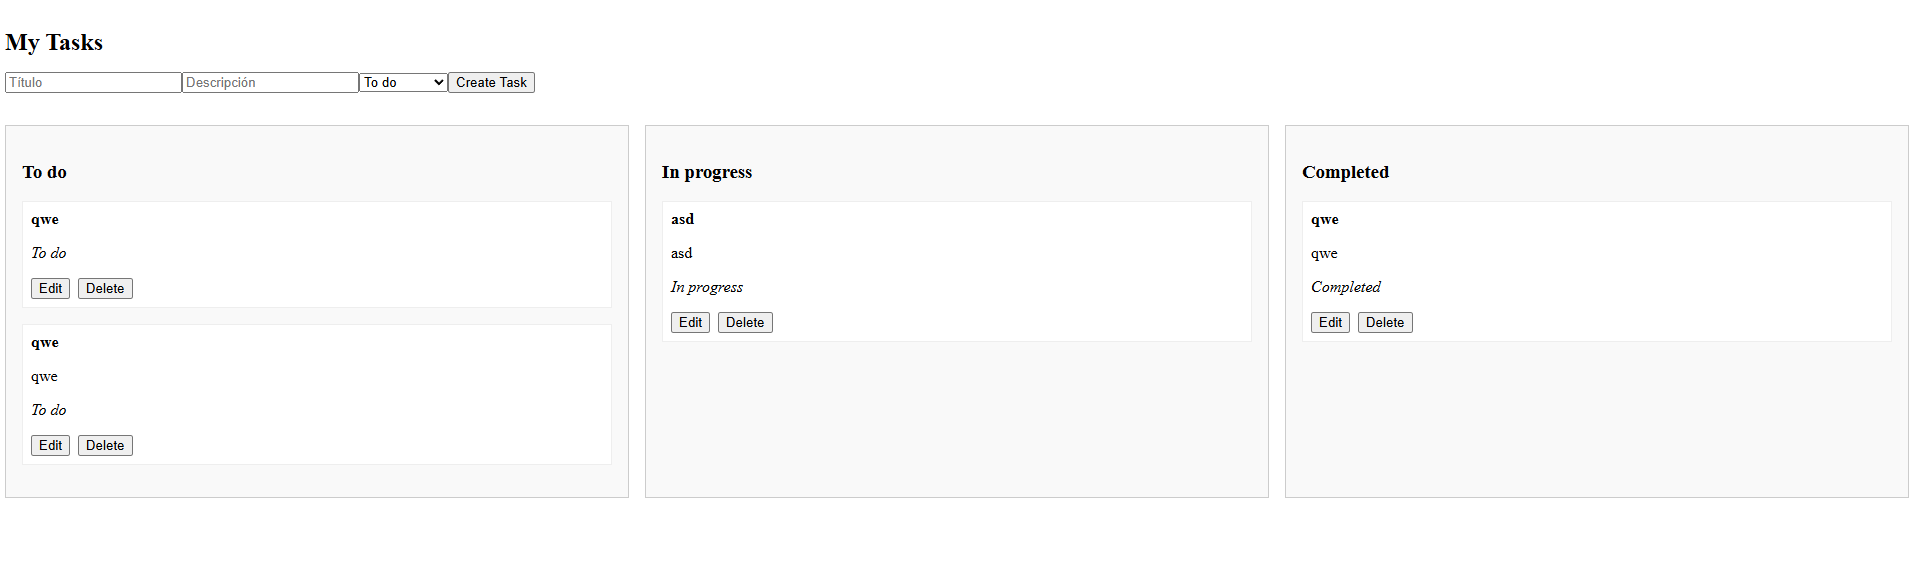 My Tasks
Título Descripción To do Create Task
To do
qwe
To do
Edit Delete
qwe
qwe
To do
Edit Delete
In progress
asd
asd
In progress
Edit Delete
Completed
qwe
qwe
Completed
Edit Delete